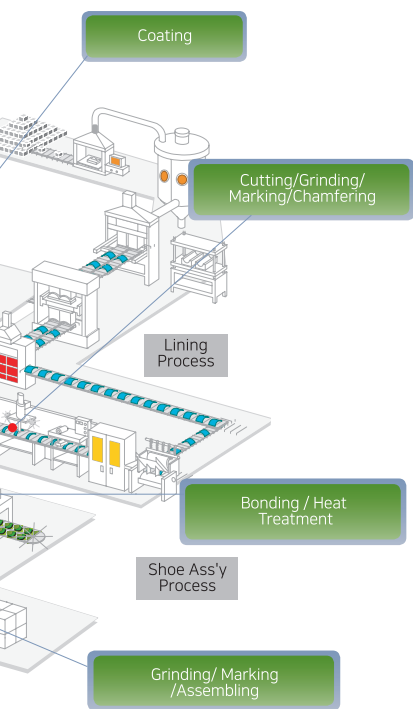 Coating
Cutting/Grinding/
Marking/Chamfering
Lining
Process
Bonding / Heat
Treatment
Shoe Ass'y
Process
Grinding/ Marking
/Assembling